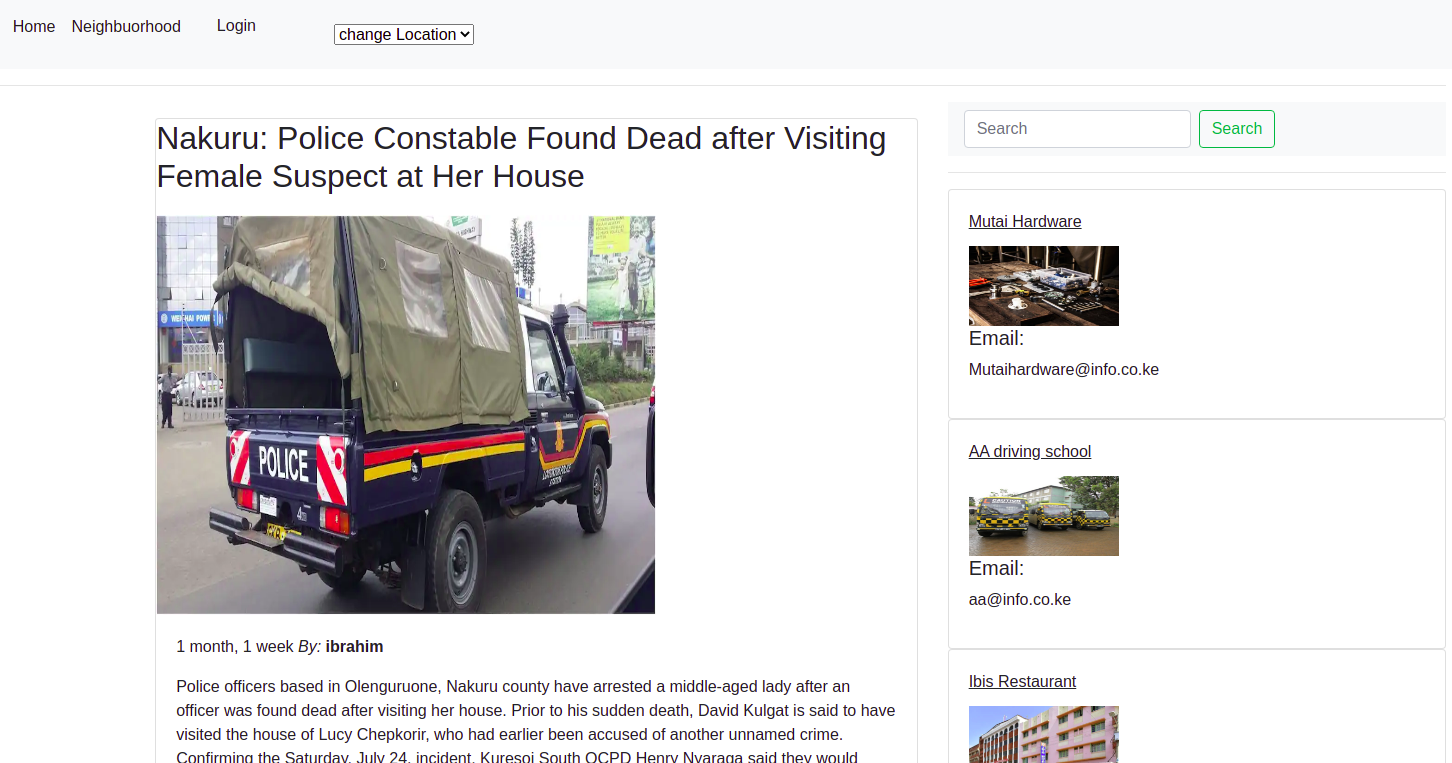 Home Neighbuorhood Login change Location
Search Search
Nakuru: Police Constable Found Dead after Visiting
Female Suspect at Her House
POLICE
1 month, 1 week By: ibrahim
Police officers based in Olenguruone, Nakuru county have arrested a middle-aged lady after an
officer was found dead after visiting her house. Prior to his sudden death, David Kulgat is said to have
visited the house of Lucy Chepkorir, who had earlier been accused of another unnamed crime.
Confirming the Saturday, July 24, incident, Kuresoi South OCPD Henry Nyaraga said they would
Mutai Hardware
Email:
Mutaihardware@info.co.ke
AA driving school
Email:
aa@info.co.ke
Ibis Restaurant